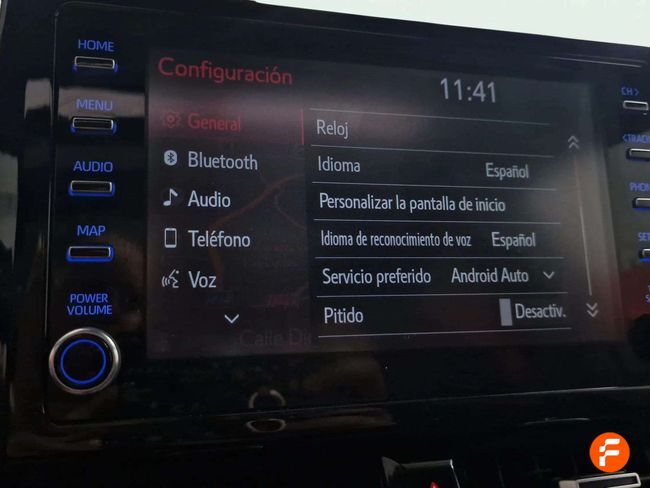 HOME
MENU
AUDIO
MAP
POWER
VOLUME
Configuración
11:41
General
Bluetooth
Audio
Teléfono
Voz
Reloj
Idioma Español
Personalizar la pantalla de inicio
Idioma de reconocimiento de voz Español
Servicio preferido Android Auto
Pitido Desactiv.
CH >